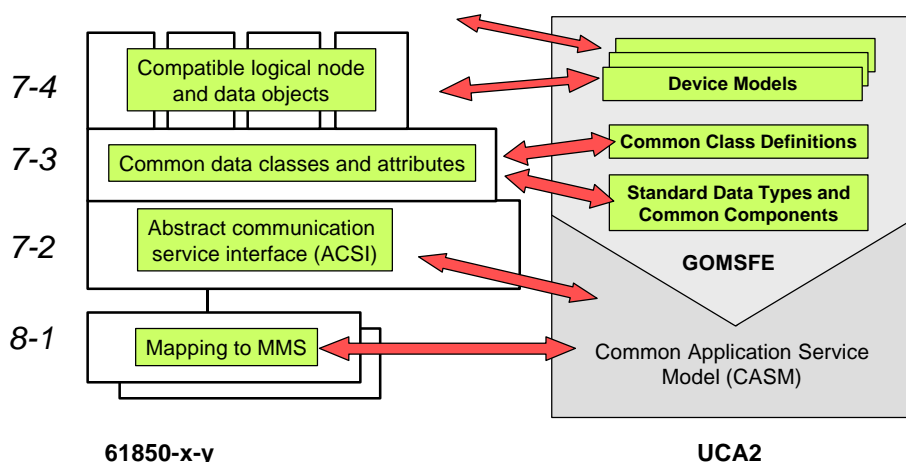 7-4
Compatible logical node
and data objects
7-3
Common data classes and attributes
7-2
Abstract communication
service interface (ACSI)
8-1
Mapping to MMS
61850-x-y
Device Models
Common Class Definitions
Standard Data Types and
Common Components
GOMSFE
Common Application Service
Model (CASM)
UCA2